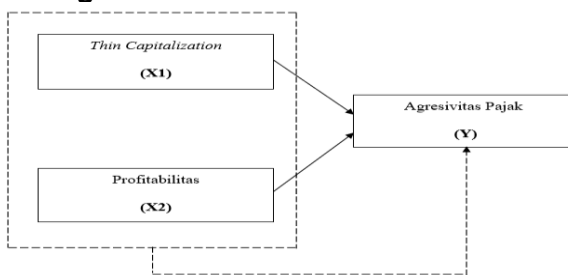 Thin Capitalization
(X1)
Agresivitas Pajak
(Y)
Profitabilitas
(X2)